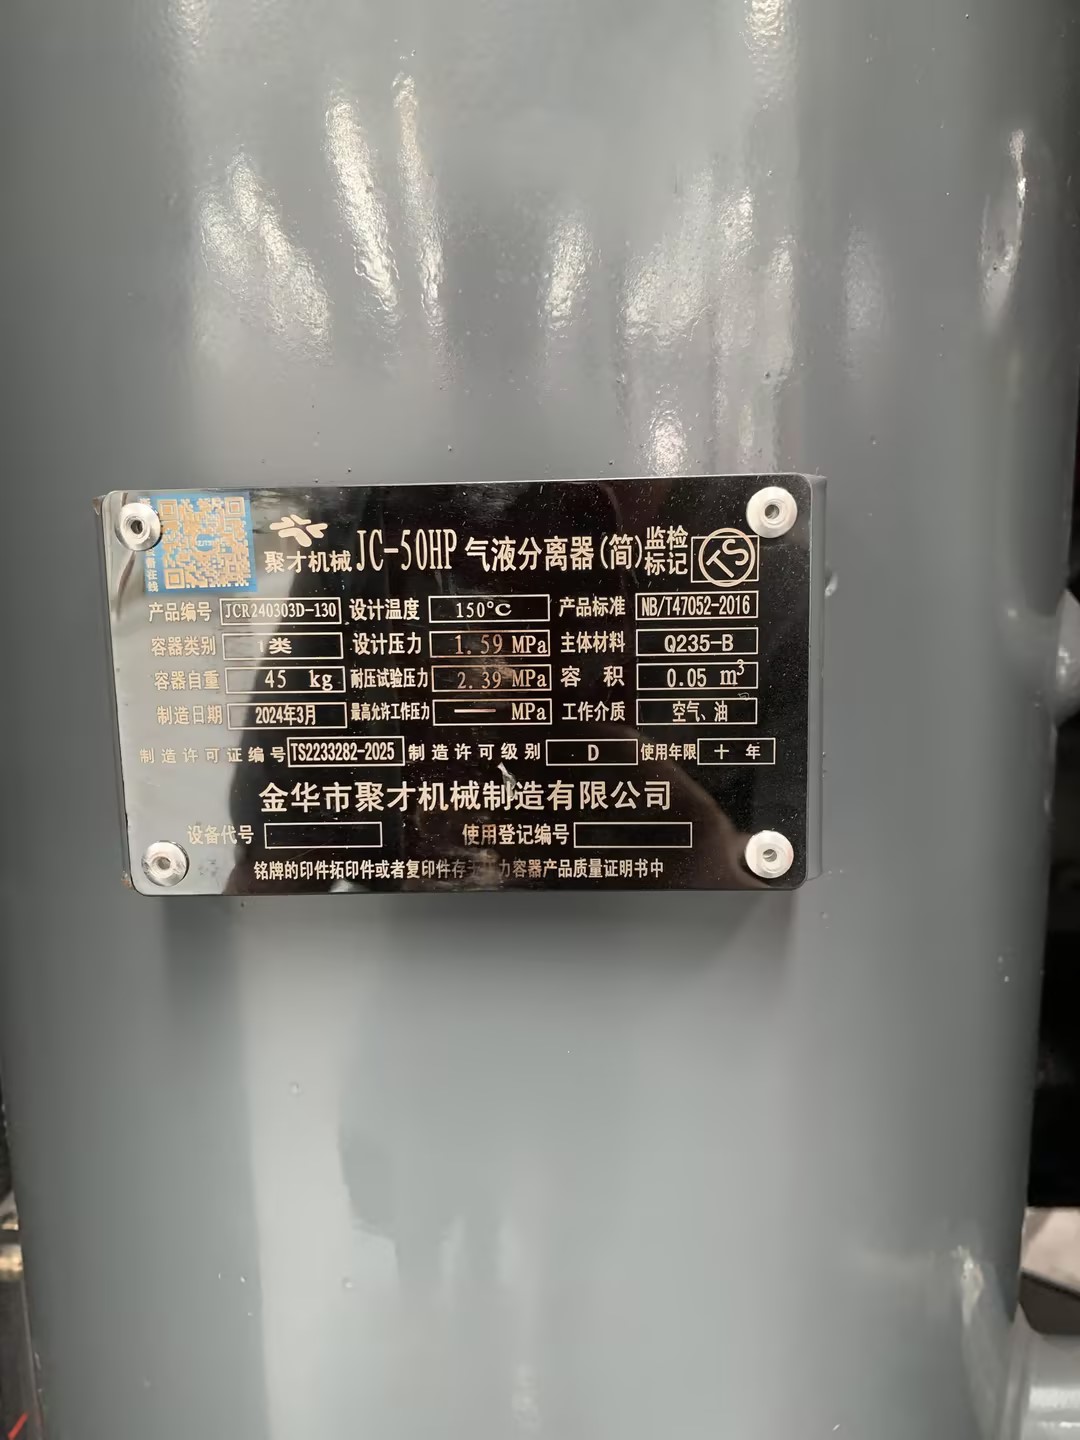 聚才机械 JC-50HP 气液分离器(简) 监检标记 TS
产品编号 JCR240303D-130 设计温度 150℃ 产品标准 NB/T47052-2016
容器类别 I类 设计压力 1.59 MPa 主体材料 Q235-B
容器自重 45 kg 耐压试验压力 2.39 MPa 容积 0.05 m³
制造日期 2024年3月 最高允许工作压力 — MPa 工作介质 空气、油
制造许可证编号 TS2233282-2025 制造许可级别 D 使用年限 十年
金华市聚才机械制造有限公司
设备代号 使用登记编号
铭牌的印件拓印件或者复印件存于压力容器产品质量证明书中